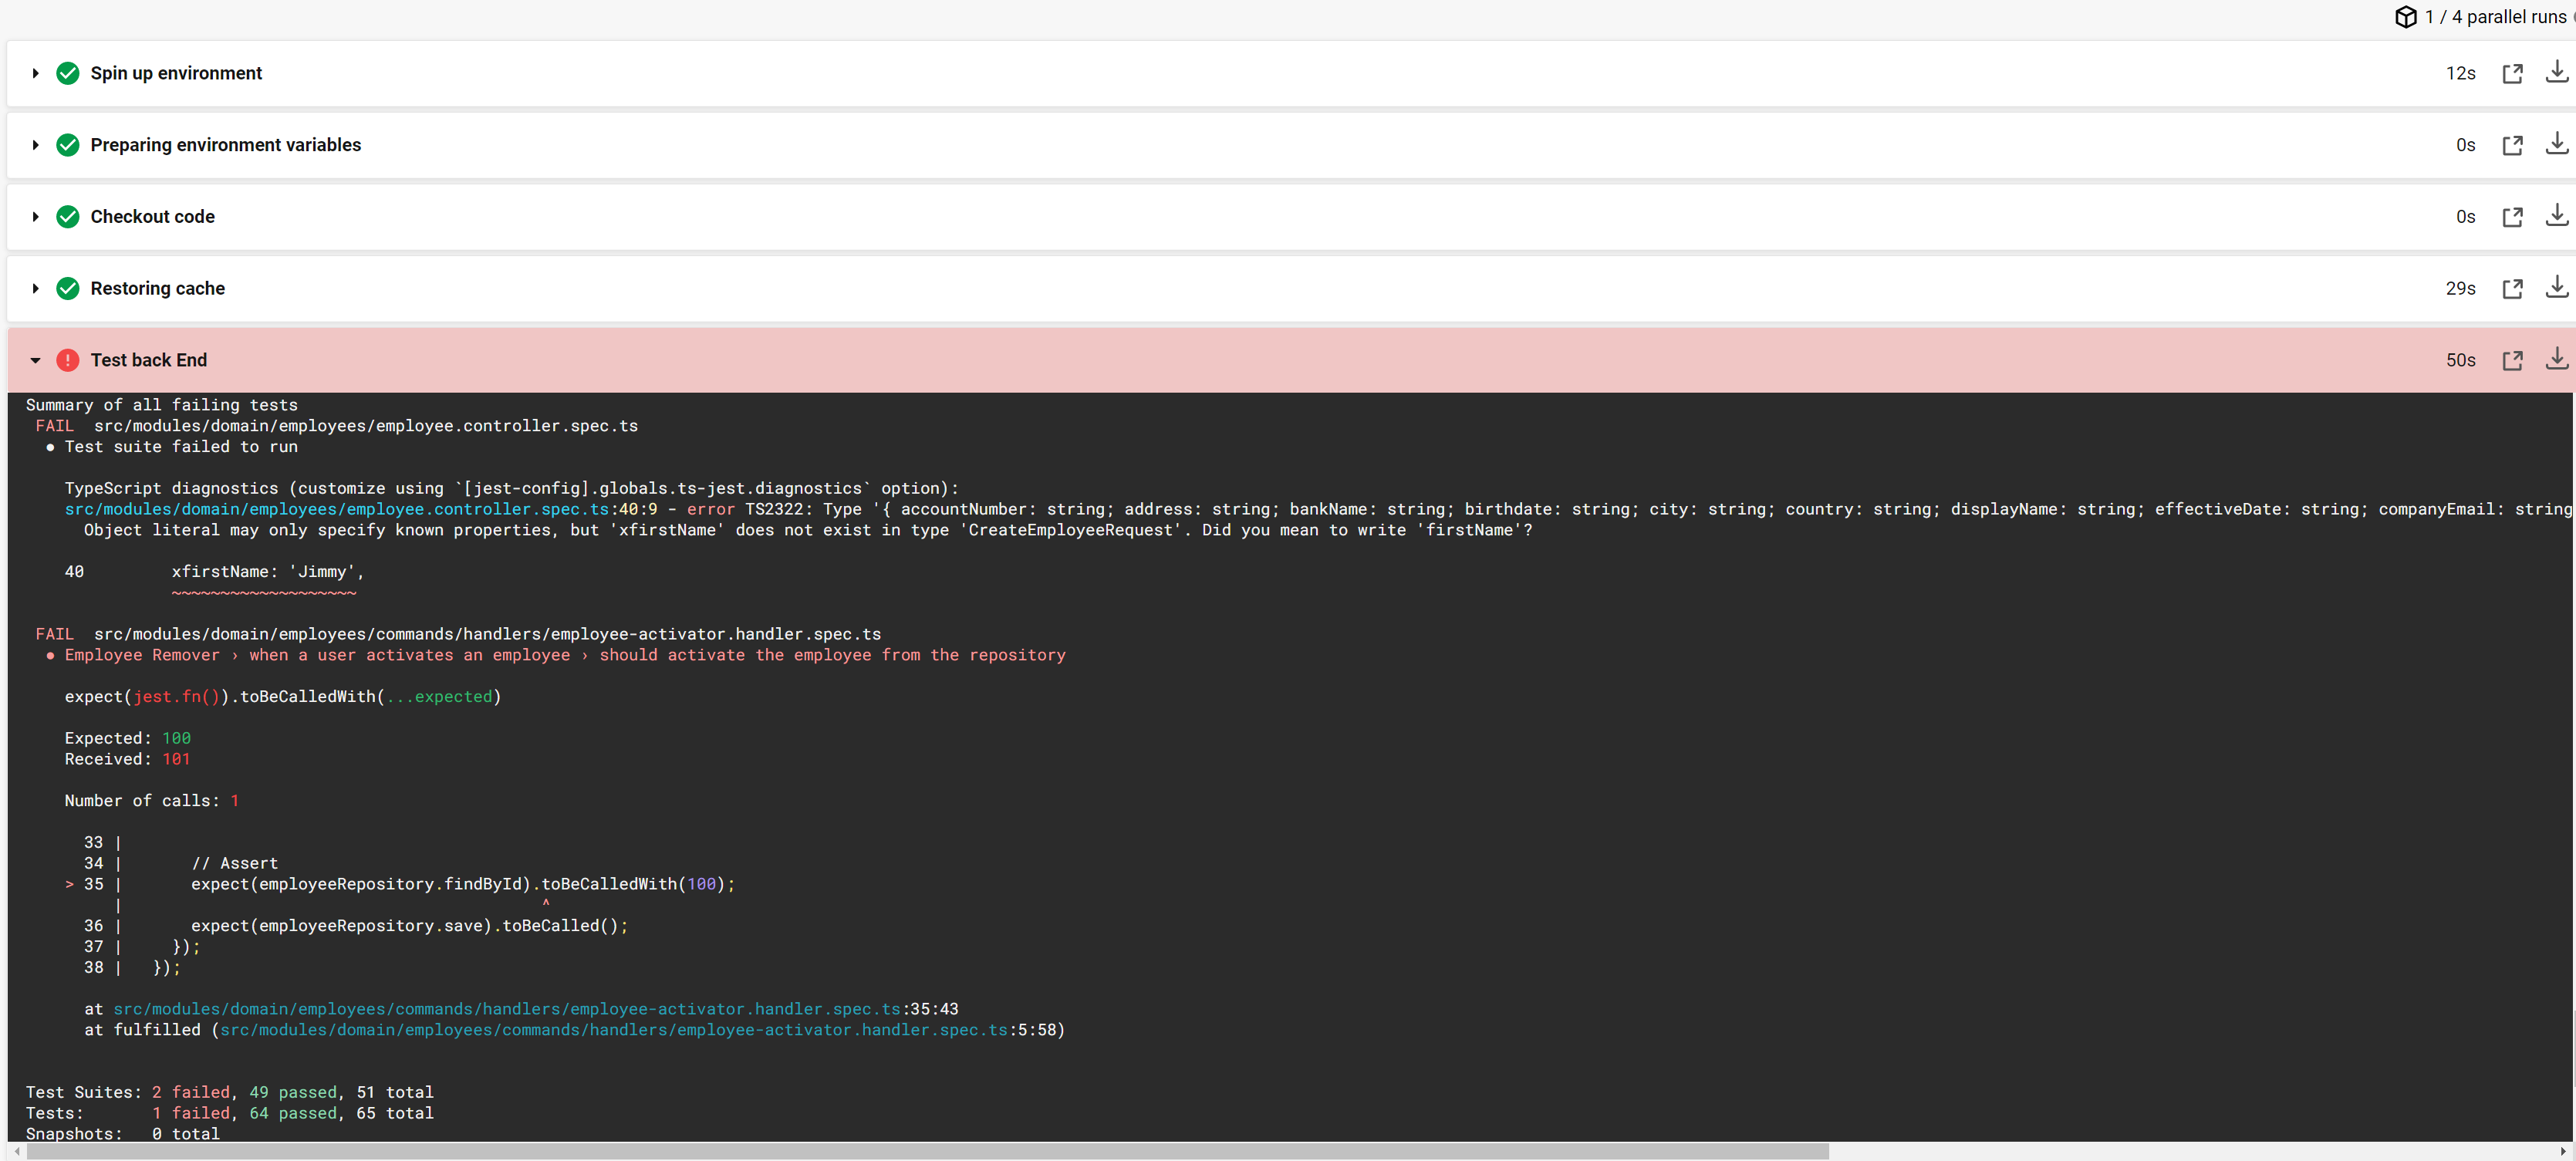 1 / 4 parallel runs
Spin up environment 12s
Preparing environment variables 0s
Checkout code 0s
Restoring cache 29s
Test back End 50s
Summary of all failing tests
FAIL src/modules/domain/employees/employee.controller.spec.ts
● Test suite failed to run
TypeScript diagnostics (customize using `[jest-config].globals.ts-jest.diagnostics` option):
src/modules/domain/employees/employee.controller.spec.ts:40:9 - error TS2322: Type '{ accountNumber: string; address: string; bankName: string; birthdate: string; city: string; country: string; displayName: string; effectiveDate: string; companyEmail: string
Object literal may only specify known properties, but 'xfirstName' does not exist in type 'CreateEmployeeRequest'. Did you mean to write 'firstName'?
40 xfirstName: 'Jimmy',
~~~~~~~~~~~~~~~~~~~
FAIL src/modules/domain/employees/commands/handlers/employee-activator.handler.spec.ts
● Employee Remover › when a user activates an employee › should activate the employee from the repository
expect(jest.fn()).toBeCalledWith(...expected)
Expected: 100
Received: 101
Number of calls: 1
33 |
34 | // Assert
> 35 | expect(employeeRepository.findById).toBeCalledWith(100);
| ^
36 | expect(employeeRepository.save).toBeCalled();
37 | });
38 | });
at src/modules/domain/employees/commands/handlers/employee-activator.handler.spec.ts:35:43
at fulfilled (src/modules/domain/employees/commands/handlers/employee-activator.handler.spec.ts:5:58)
Test Suites: 2 failed, 49 passed, 51 total
Tests: 1 failed, 64 passed, 65 total
Snapshots: 0 total